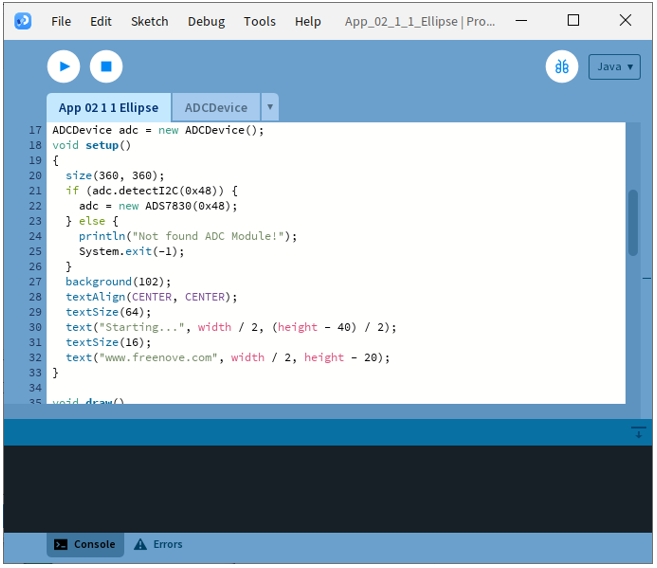 File Edit Sketch Debug Tools Help App_02_1_1_Ellipse | Pro...
Java ▾
App 02 1 1 Ellipse ADCDevice ▾
17 ADCDevice adc = new ADCDevice();
18 void setup()
19 {
20   size(360, 360);
21   if (adc.detectI2C(0x48)) {
22     adc = new ADS7830(0x48);
23   } else {
24     println("Not found ADC Module!");
25     System.exit(-1);
26   }
27   background(102);
28   textAlign(CENTER, CENTER);
29   textSize(64);
30   text("Starting...", width / 2, (height - 40) / 2);
31   textSize(16);
32   text("www.freenove.com", width / 2, height - 20);
33 }
34
35 void draw()
Console Errors